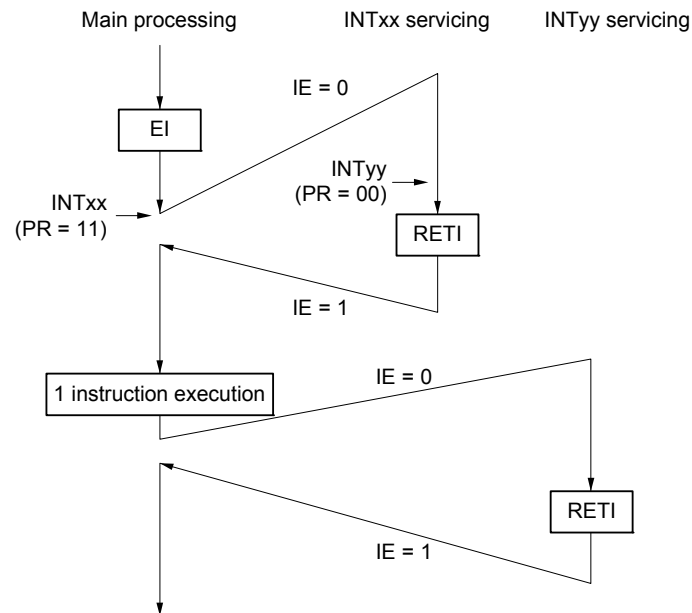 Main processing
INTxx servicing
INTyy servicing
IE = 0
EI
INTyy
(PR = 00)
INTxx
(PR = 11)
RETI
IE = 1
IE = 0
1 instruction execution
RETI
IE = 1